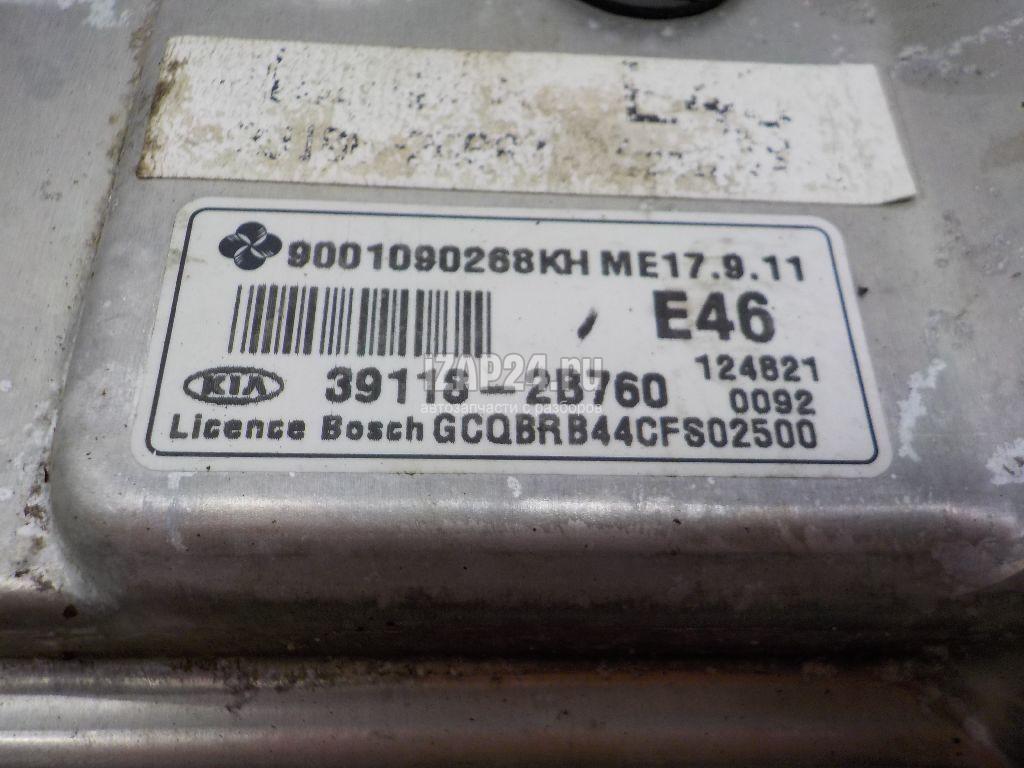 9001090268KH ME17.9.11
E46
KIA 39118-2B760 124821
0092
Licence Bosch GCQBRB44CFS02500
iZAP24.ru
автозапчасти с разборов